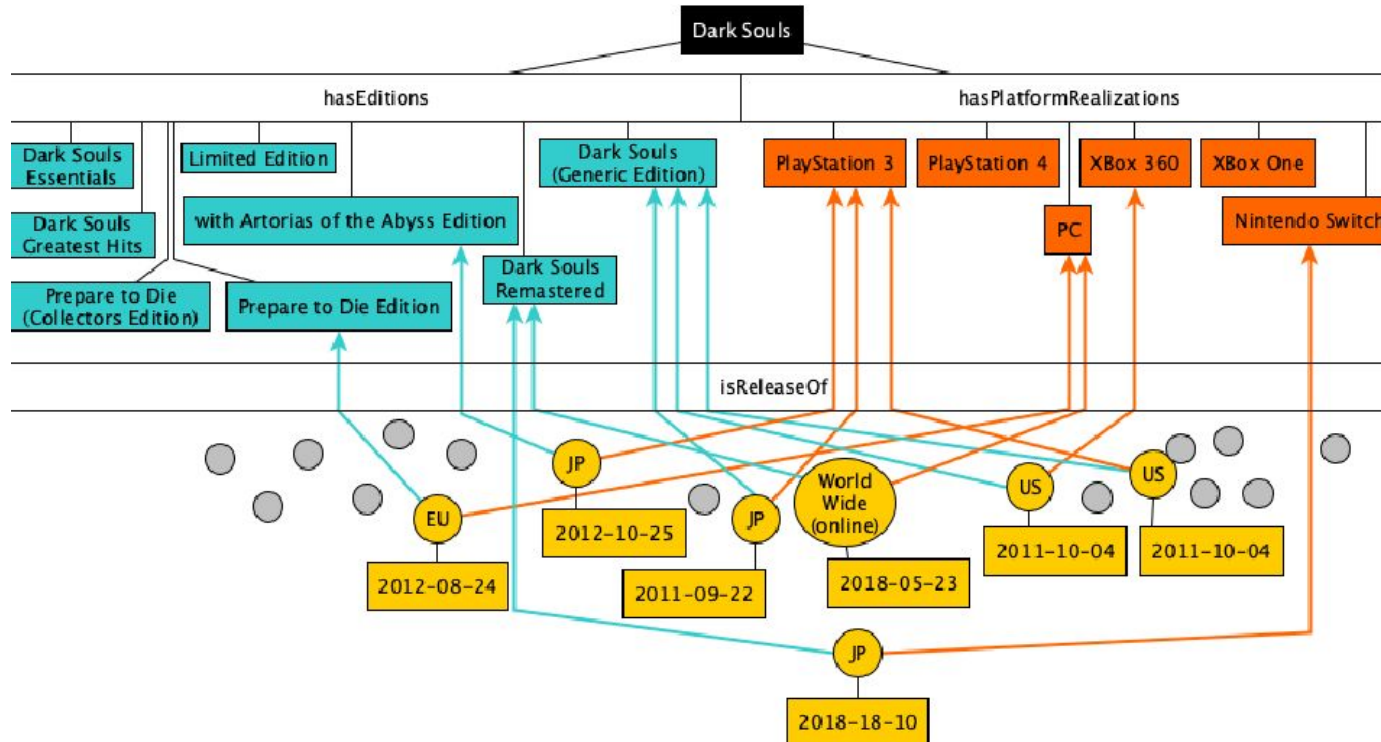 Dark Souls
hasEditions
hasPlatformRealizations
Dark Souls
Essentials
Limited Edition
Dark Souls
(Generic Edition)
PlayStation 3
PlayStation 4
XBox 360
XBox One
Dark Souls
Greatest Hits
with Artorias of the Abyss Edition
PC
Nintendo Switch
Prepare to Die
(Collectors Edition)
Prepare to Die Edition
Dark Souls
Remastered
isReleaseOf
JP
World
Wide
(online)
US
US
EU
JP
2012-10-25
2011-10-04
2011-10-04
2012-08-24
2011-09-22
2018-05-23
JP
2018-18-10